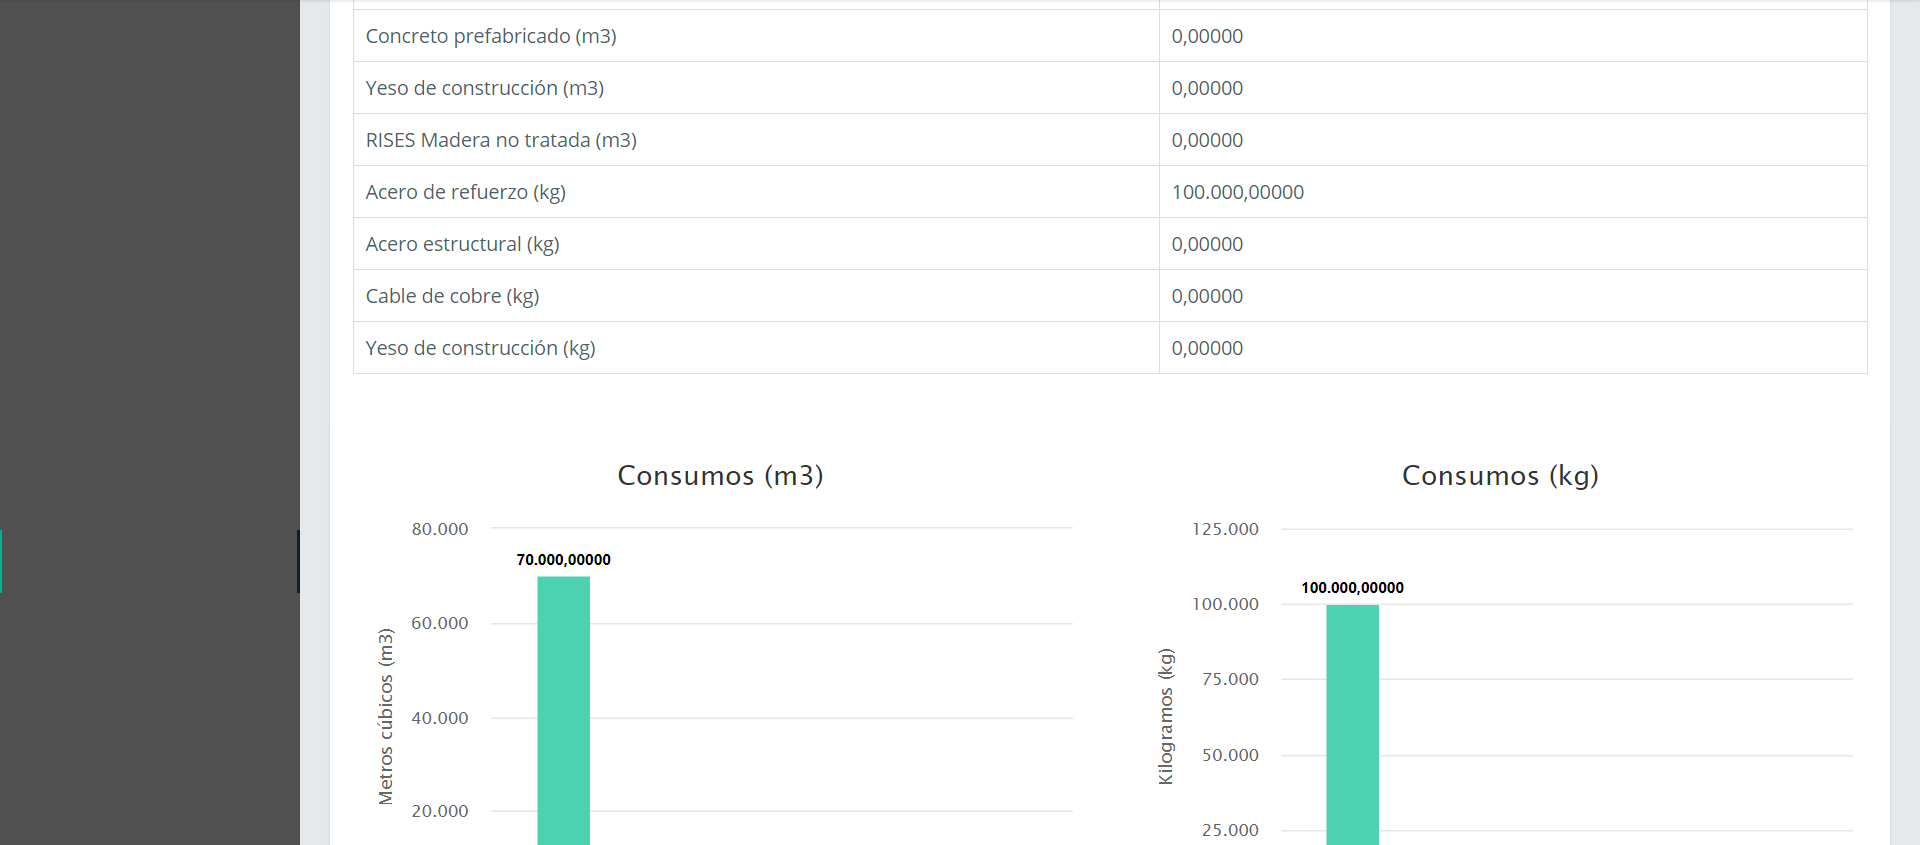 Concreto prefabricado (m3) 0,00000
Yeso de construcción (m3) 0,00000
RISES Madera no tratada (m3) 0,00000
Acero de refuerzo (kg) 100.000,00000
Acero estructural (kg) 0,00000
Cable de cobre (kg) 0,00000
Yeso de construcción (kg) 0,00000
Consumos (m3)
80.000
70.000,00000
60.000
40.000
20.000
Metros cúbicos (m3)
Consumos (kg)
125.000
100.000,00000
100.000
75.000
50.000
25.000
Kilogramos (kg)